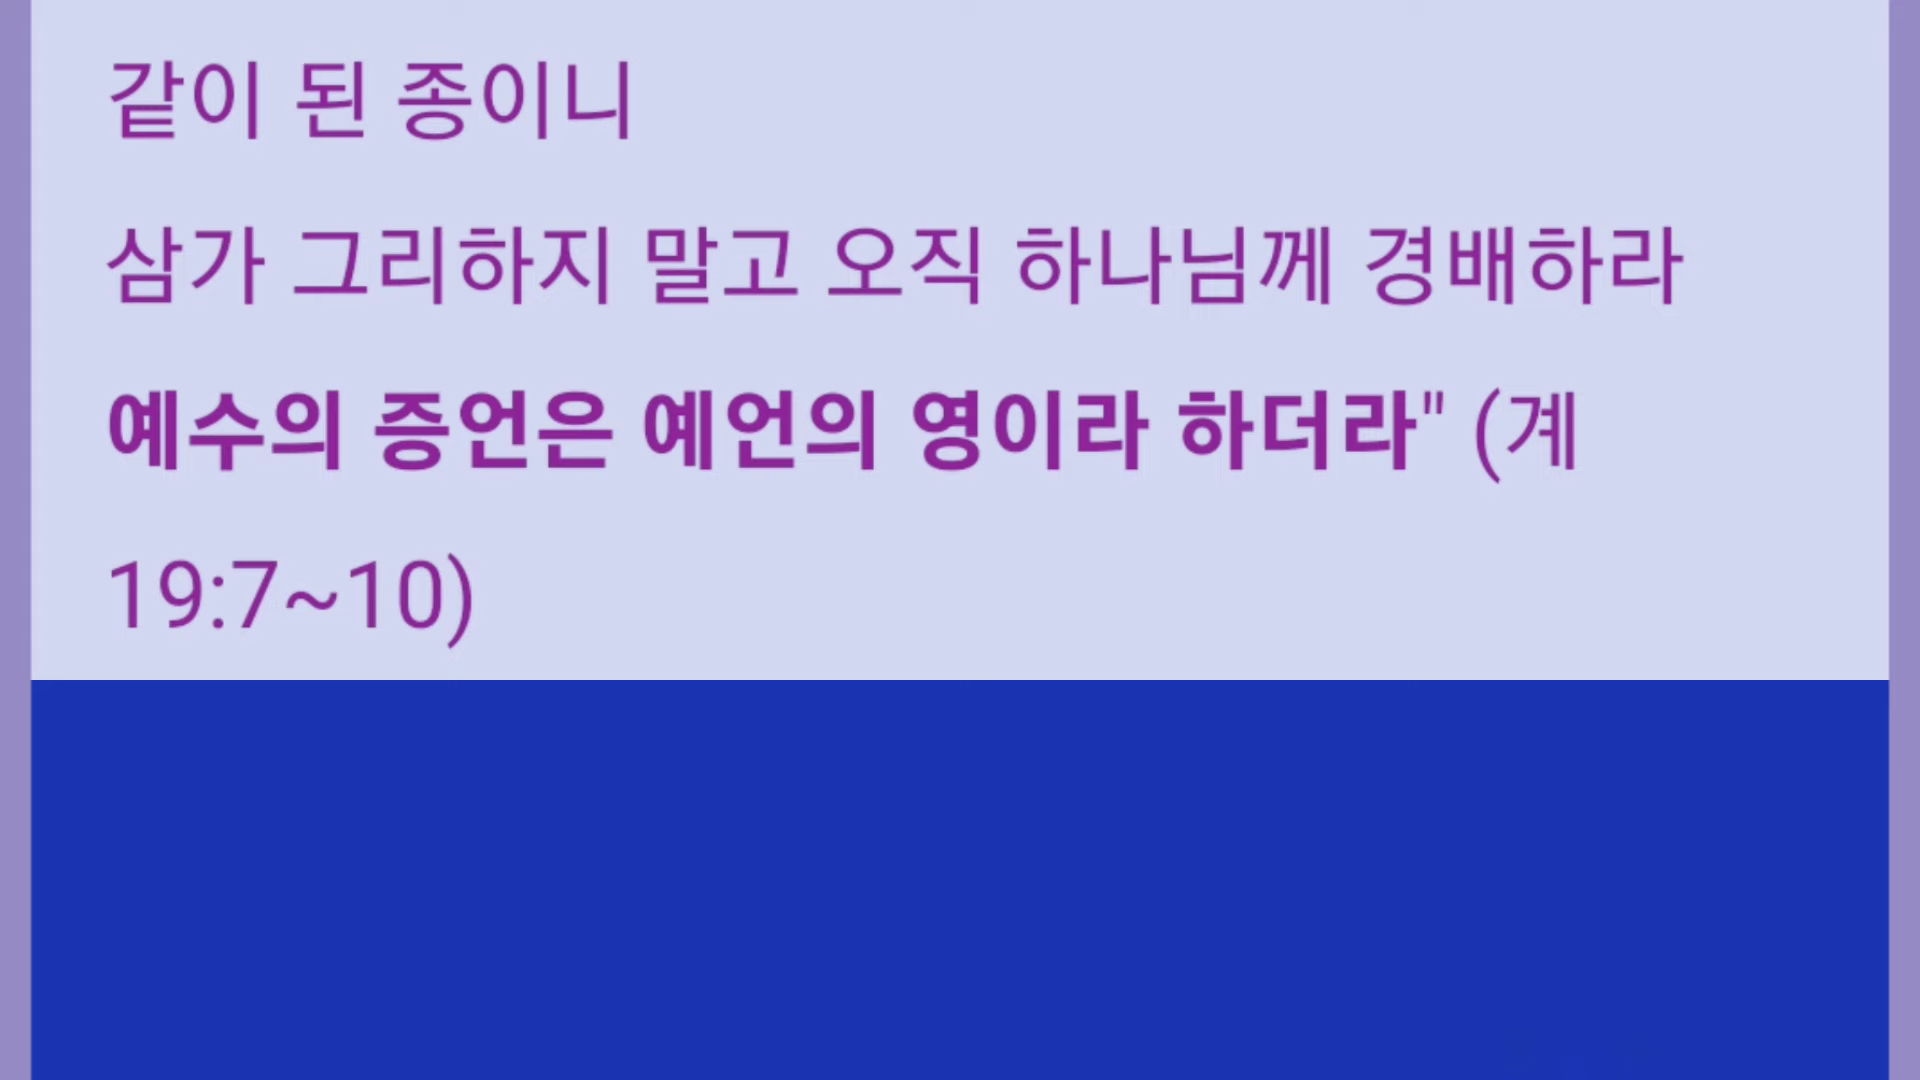 같이 된 종이니
삼가 그리하지 말고 오직 하나님께 경배하라
예수의 증언은 예언의 영이라 하더라" (계
19:7~10)